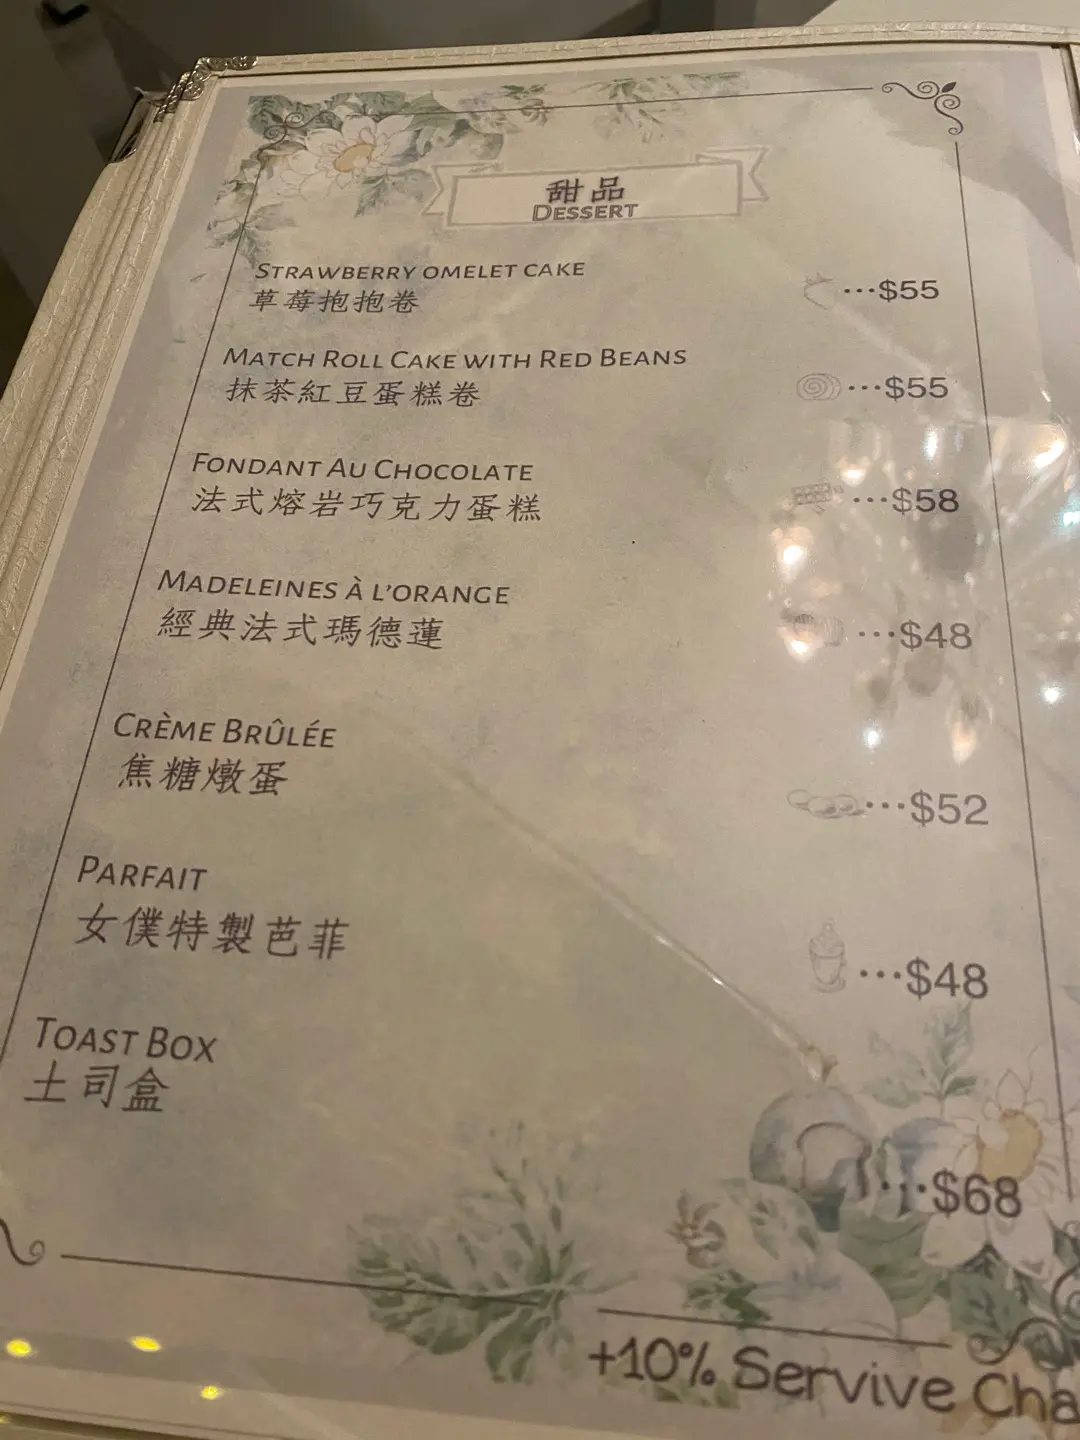 甜品
DESSERT
STRAWBERRY OMELET CAKE
草莓抱抱卷 ...$55
MATCH ROLL CAKE WITH RED BEANS
抹茶紅豆蛋糕卷 ...$55
FONDANT AU CHOCOLATE
法式熔岩巧克力蛋糕 ...$58
MADELEINES À L'ORANGE
經典法式瑪德蓮 ...$48
CRÈME BRÛLÉE
焦糖燉蛋 ...$52
PARFAIT
女僕特製芭菲 ...$48
TOAST BOX
土司盒 ...$68
+10% Servive Cha